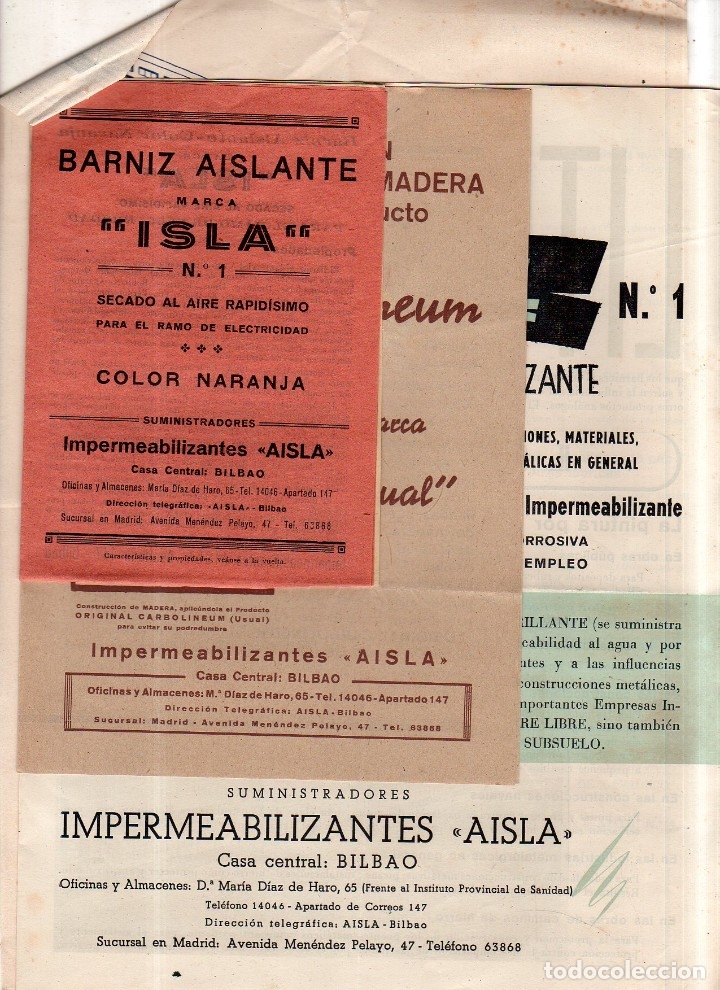 BARNIZ AISLANTE
MARCA
"ISLA"
N.º 1
SECADO AL AIRE RAPIDÍSIMO
PARA EL RAMO DE ELECTRICIDAD
COLOR NARANJA
SUMINISTRADORES
Impermeabilizantes «AISLA»
Casa Central: BILBAO
Oficinas y Almacenes: María Díaz de Haro, 65 - Tel. 14046 - Apartado 147
Dirección telegráfica: «AISLA» - Bilbao
Sucursal en Madrid: Avenida Menéndez Pelayo, 47 - Tel. 63868
Características y propiedades, véanse a la vuelta.
MADERA
ucto
neum
arca
ual"
Construcción de MADERA, aplicándola el Producto
ORIGINAL CARBOLINEUM (Usual)
para evitar su podredumbre
Impermeabilizantes «AISLA»
Casa Central: BILBAO
Oficinas y Almacenes: M.ª Díaz de Haro, 65 - Tel. 14046 - Apartado 147
Dirección Telegráfica: AISLA - Bilbao
Sucursal: Madrid - Avenida Menéndez Pelayo, 47 - Tel. 63868
N.º 1
ZANTE
IONES, MATERIALES,
ÁLICAS EN GENERAL
Impermeabilizante
ORROSIVA
EMPLEO
RILLANTE (se suministra
eabilidad al agua y por
ntes y a las influencias
onstrucciones metálicas,
mportantes Empresas In-
RE LIBRE, sino también
SUBSUELO.
SUMINISTRADORES
IMPERMEABILIZANTES «AISLA»
Casa central: BILBAO
Oficinas y Almacenes: D.ª María Díaz de Haro, 65 (Frente al Instituto Provincial de Sanidad)
Teléfono 14046 - Apartado de Correos 147
Dirección telegráfica: AISLA - Bilbao
Sucursal en Madrid: Avenida Menéndez Pelayo, 47 - Teléfono 63868
todocoleccion.net